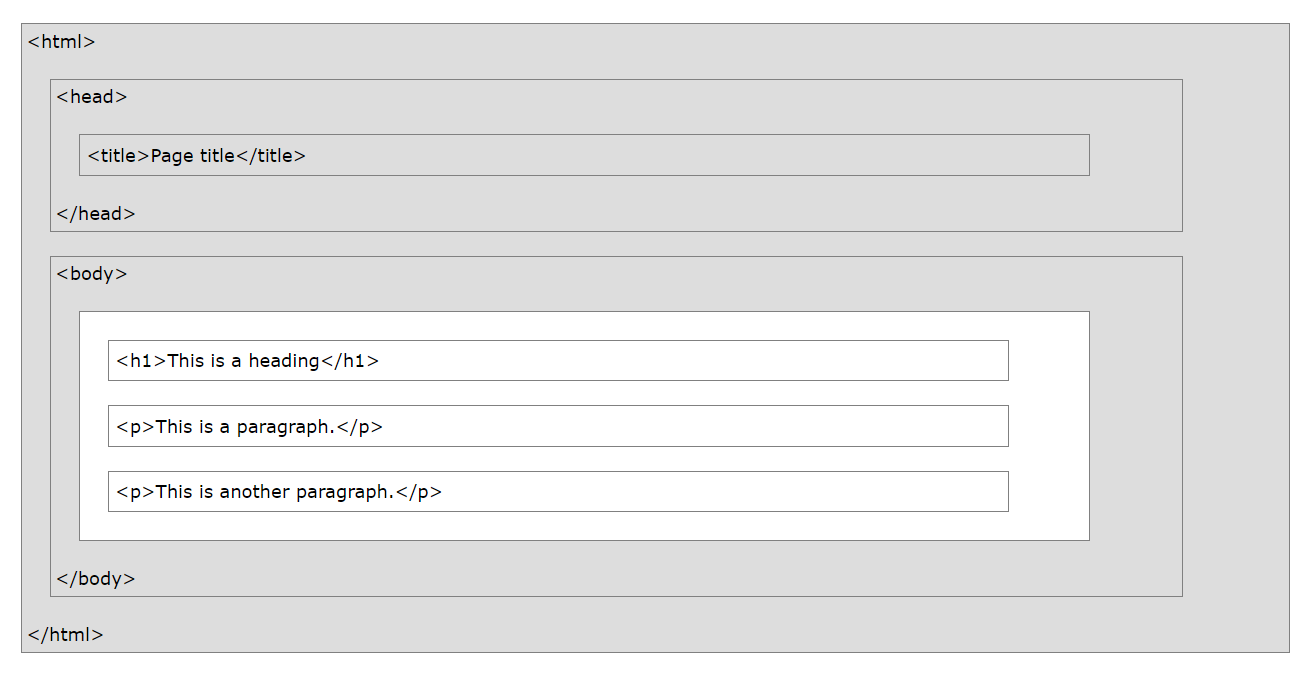 <html>
<head>
<title>Page title</title>
</head>
<body>
<h1>This is a heading</h1>
<p>This is a paragraph.</p>
<p>This is another paragraph.</p>
</body>
</html>